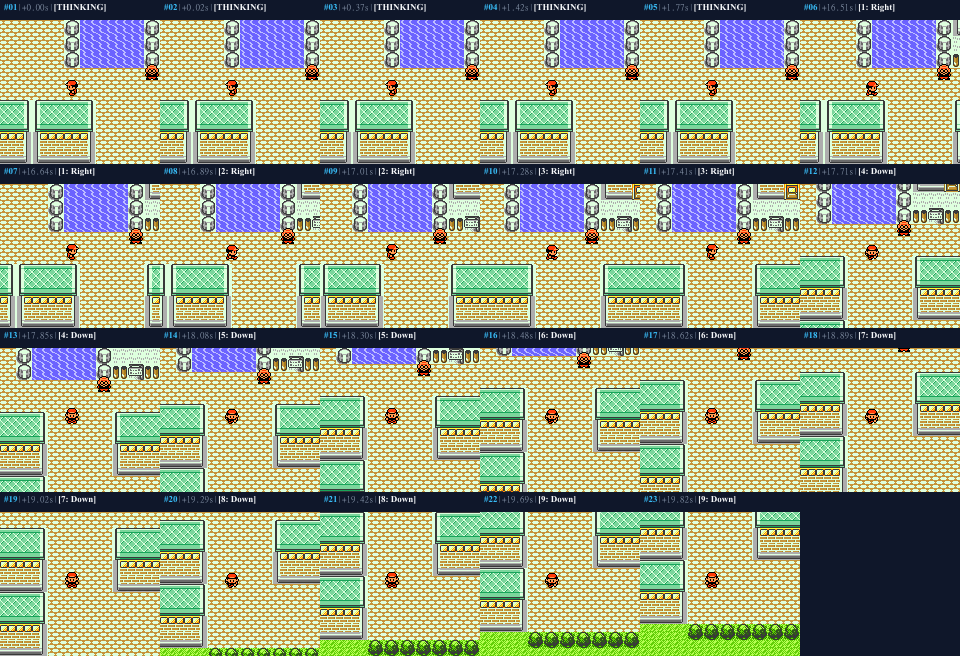 #01|+0.00s|[THINKING] #02|+0.02s|[THINKING] #03|+0.37s|[THINKING] #04|+1.42s|[THINKING] #05|+1.77s|[THINKING] #06|+16.51s|[1: Right]
#07|+16.64s|[1: Right] #08|+16.89s|[2: Right] #09|+17.01s|[2: Right] #10|+17.28s|[3: Right] #11|+17.41s|[3: Right] #12|+17.71s|[4: Down]
#13|+17.85s|[4: Down] #14|+18.08s|[5: Down] #15|+18.30s|[5: Down] #16|+18.48s|[6: Down] #17|+18.62s|[6: Down] #18|+18.89s|[7: Down]
#19|+19.02s|[7: Down] #20|+19.29s|[8: Down] #21|+19.42s|[8: Down] #22|+19.69s|[9: Down] #23|+19.82s|[9: Down]